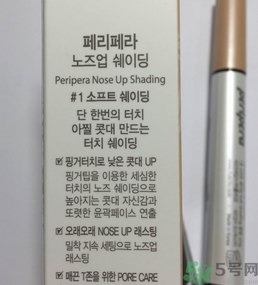 페리페라
노즈업 쉐이딩
Peripera Nose Up Shading
#1 소프트 쉐이딩
단 한번의 터치
아찔 콧대 만드는
터치 쉐이딩
핑거터치로 낮은 콧대 UP
핑거팁을 이용한 세심한
터치의 노즈 쉐이딩으로
높아지는 콧대 자신감과
또렷한 윤곽페이스 연출
오래오래 NOSE UP 래스팅
밀착 지속 세팅으로 노즈업
래스팅
매끈 T존을 위한 PORE CARE
peripera
5号网